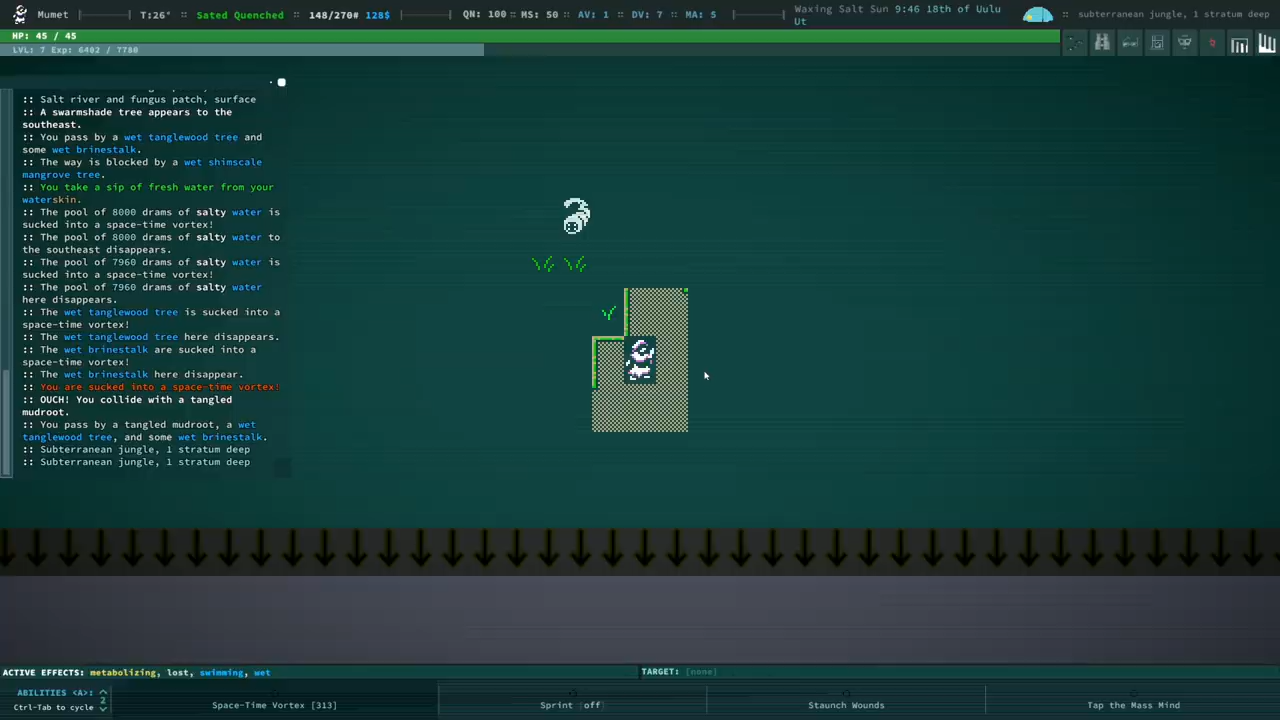 Mumet T:26° Sated Quenched 148/270# 128$ QN: 100 MS: 50 AV: 1 DV: 7 MA: 5 Waxing Salt Sun 9:46 18th of Uulu Ut subterranean jungle, 1 stratum deep
HP: 45 / 45
LVL: 7 Exp: 6402 / 7780
:: Salt river and fungus patch, surface
:: A swarmshade tree appears to the
southeast.
:: You pass by a wet tanglewood tree and
some wet brinestalk.
:: The way is blocked by a wet shimscale
mangrove tree.
:: You take a sip of fresh water from your
waterskin.
:: The pool of 8000 drams of salty water is
sucked into a space-time vortex!
:: The pool of 8000 drams of salty water to
the southeast disappears.
:: The pool of 7960 drams of salty water is
sucked into a space-time vortex!
:: The pool of 7960 drams of salty water
here disappears.
:: The wet tanglewood tree is sucked into a
space-time vortex!
:: The wet tanglewood tree here disappears.
:: The wet brinestalk are sucked into a
space-time vortex!
:: The wet brinestalk here disappear.
:: You are sucked into a space-time vortex!
:: OUCH! You collide with a tangled
mudroot.
:: You pass by a tangled mudroot, a wet
tanglewood tree, and some wet brinestalk.
:: Subterranean jungle, 1 stratum deep
:: Subterranean jungle, 1 stratum deep
ACTIVE EFFECTS: metabolizing, lost, swimming, wet
TARGET: [name]
ABILITIES <A>:
2
Ctrl-Tab to cycle
Space-Time Vortex [313]
Sprint [off]
Staunch Wounds
Tap the Mass Mind